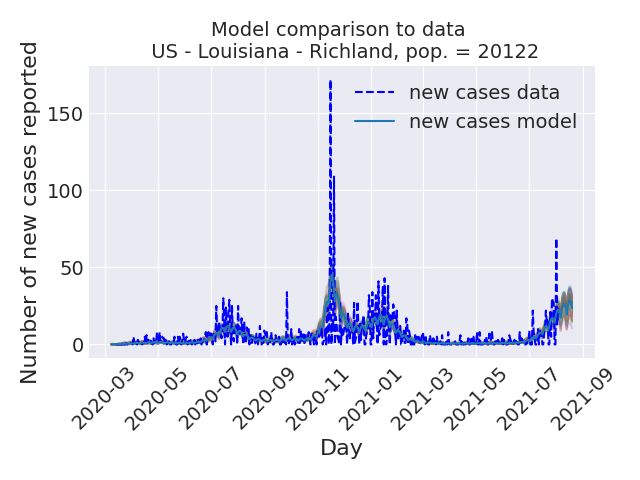 Model comparison to data
US - Louisiana - Richland, pop. = 20122
Number of new cases reported
150
100
50
0
new cases data
new cases model
2020-03
2020-05
2020-07
2020-09
2020-11
2021-01
2021-03
2021-05
2021-07
2021-09
Day